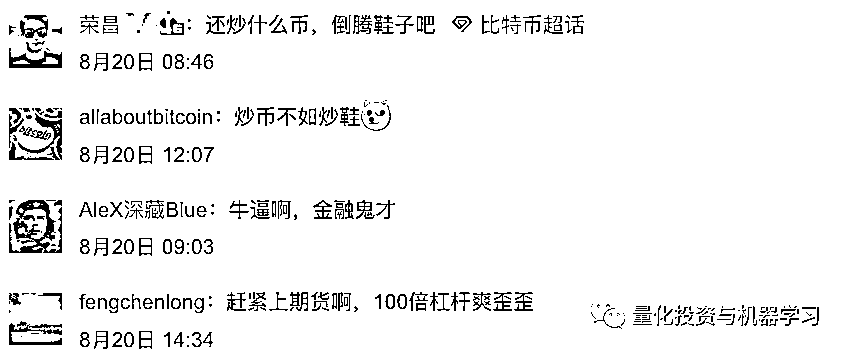 荣昌：还炒什么币，倒腾鞋子吧 比特币超话
8月20日 08:46
allaboutbitcoin：炒币不如炒鞋
8月20日 12:07
AleX深藏Blue：牛逼啊，金融鬼才
8月20日 09:03
fengchenlong：赶紧上期货啊，100倍杠杆爽歪歪
8月20日 14:34
量化投资与机器学习